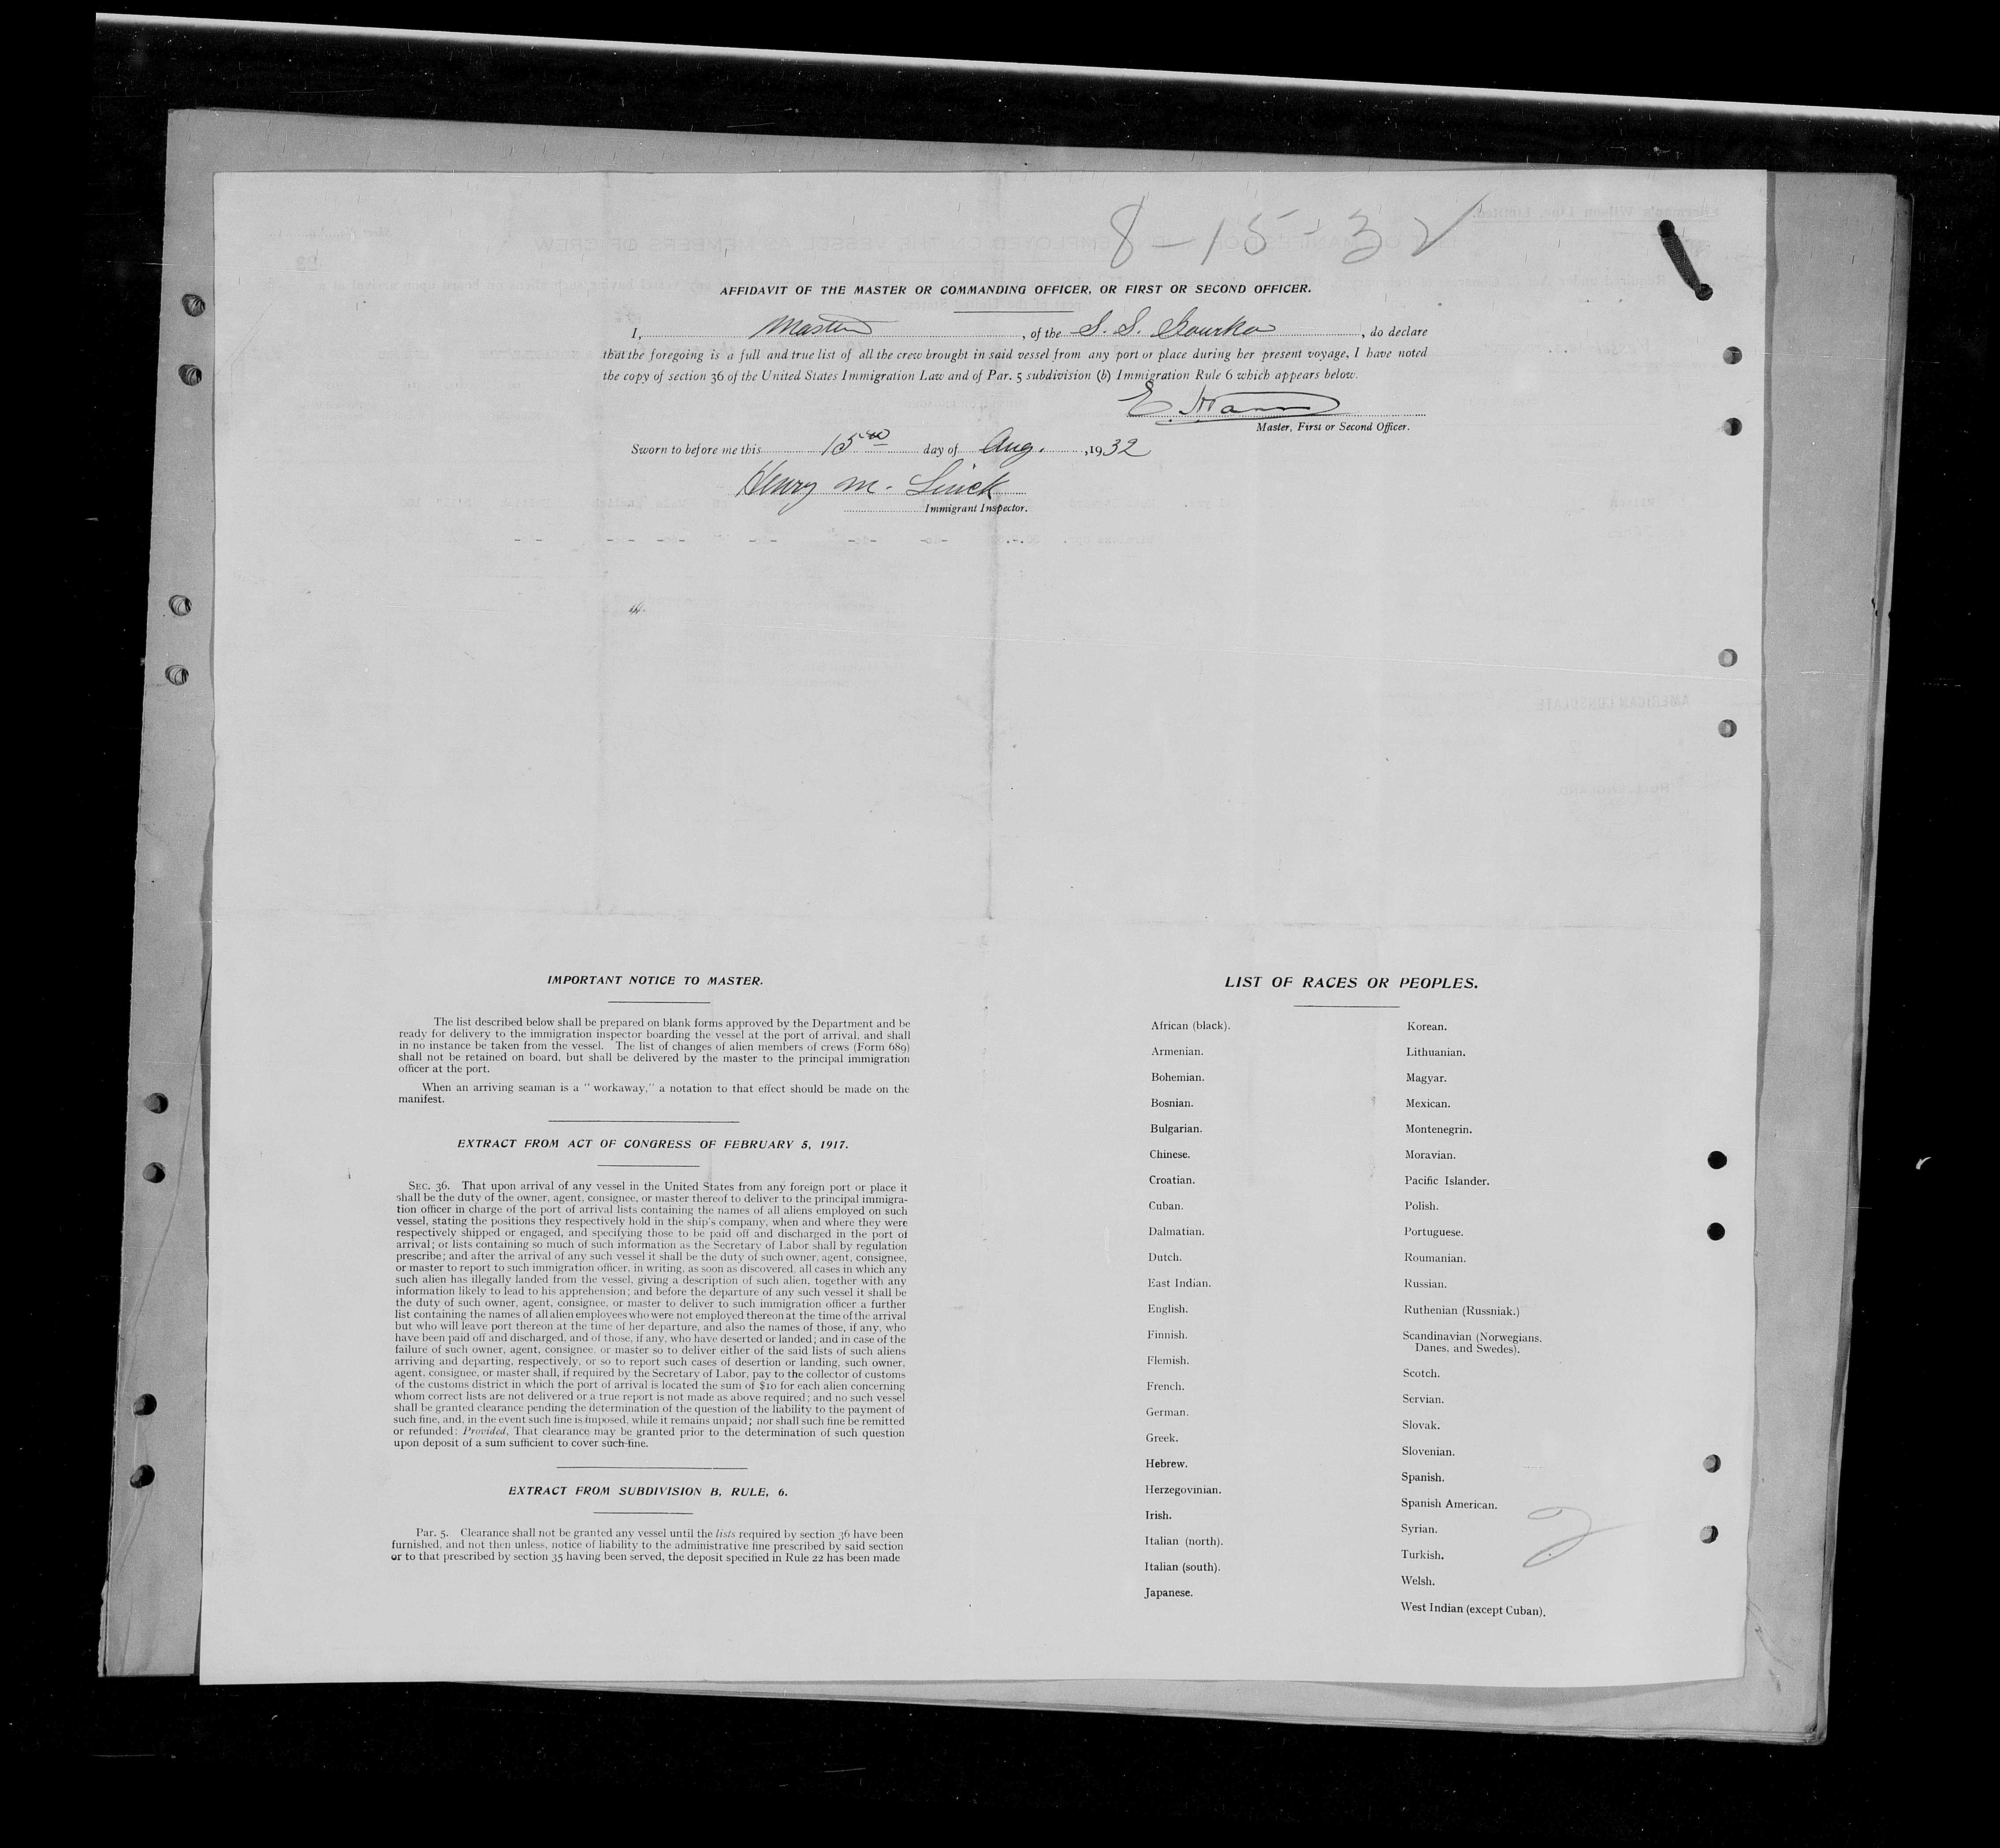 8-15-32
AFFIDAVIT OF THE MASTER OR COMMANDING OFFICER, OR FIRST OR SECOND OFFICER.
I, Master, of the S. S. Bourka, do declare
that the foregoing is a full and true list of all the crew brought in said vessel from any port or place during her present voyage, I have noted
the copy of section 36 of the United States Immigration Law and of Par. 5 subdivision (b) Immigration Rule 6 which appears below.
E.
Master, First or Second Officer.
Sworn to before me this 15 day of Aug. , 1932
Henry M. Linck
Immigrant Inspector.
IMPORTANT NOTICE TO MASTER.
The list described below shall be prepared on blank forms approved by the Department and be
ready for delivery to the immigration inspector boarding the vessel at the port of arrival, and shall
in no instance be taken from the vessel. The list of changes of alien members of crews (Form 689)
shall not be retained on board, but shall be delivered by the master to the principal immigration
officer at the port.
When an arriving seaman is a "workaway," a notation to that effect should be made on the
manifest.
EXTRACT FROM ACT OF CONGRESS OF FEBRUARY 5, 1917.
SEC. 36. That upon arrival of any vessel in the United States from any foreign port or place it
shall be the duty of the owner, agent, consignee, or master thereof to deliver to the principal immigra-
tion officer in charge of the port of arrival lists containing the names of all aliens employed on such
vessel, stating the positions they respectively hold in the ship's company, when and where they were
respectively shipped or engaged, and specifying those to be paid off and discharged in the port of
arrival; or lists containing so much of such information as the Secretary of Labor shall by regulation
prescribe; and after the arrival of any such vessel it shall be the duty of such owner, agent, consignee,
or master to report to such immigration officer, in writing, as soon as discovered, all cases in which any
such alien has illegally landed from the vessel, giving a description of such alien, together with any
information likely to lead to his apprehension; and before the departure of any such vessel it shall be
the duty of such owner, agent, consignee, or master to deliver to such immigration officer a further
list containing the names of all alien employees who were not employed thereon at the time of the arrival
but who will leave port thereon at the time of her departure, and also the names of those, if any, who
have been paid off and discharged, and of those, if any, who have deserted or landed; and in case of the
failure of such owner, agent, consignee, or master so to deliver either of the said lists of such aliens
arriving and departing, respectively, or so to report such cases of desertion or landing, such owner,
agent, consignee, or master shall, if required by the Secretary of Labor, pay to the collector of customs
of the customs district in which the port of arrival is located the sum of $10 for each alien concerning
whom correct lists are not delivered or a true report is not made as above required; and no such vessel
shall be granted clearance pending the determination of the question of the liability to the payment of
such fine, and, in the event such fine is imposed, while it remains unpaid; nor shall such fine be remitted
or refunded: Provided, That clearance may be granted prior to the determination of such question
upon deposit of a sum sufficient to cover such fine.
EXTRACT FROM SUBDIVISION B, RULE, 6.
Par. 5. Clearance shall not be granted any vessel until the lists required by section 36 have been
furnished, and not then unless, notice of liability to the administrative fine prescribed by said section
or to that prescribed by section 35 having been served, the deposit specified in Rule 22 has been made
LIST OF RACES OR PEOPLES.
African (black).
Armenian.
Bohemian.
Bosnian.
Bulgarian.
Chinese.
Croatian.
Cuban.
Dalmatian.
Dutch.
East Indian.
English.
Finnish.
Flemish.
French.
German.
Greek.
Hebrew.
Herzegovinian.
Irish.
Italian (north).
Italian (south).
Japanese.
Korean.
Lithuanian.
Magyar.
Mexican.
Montenegrin.
Moravian.
Pacific Islander.
Polish.
Portuguese.
Roumanian.
Russian.
Ruthenian (Russniak.)
Scandinavian (Norwegians,
Danes, and Swedes).
Scotch.
Servian.
Slovak.
Slovenian.
Spanish.
Spanish American.
Syrian.
Turkish.
Welsh.
West Indian (except Cuban).
2